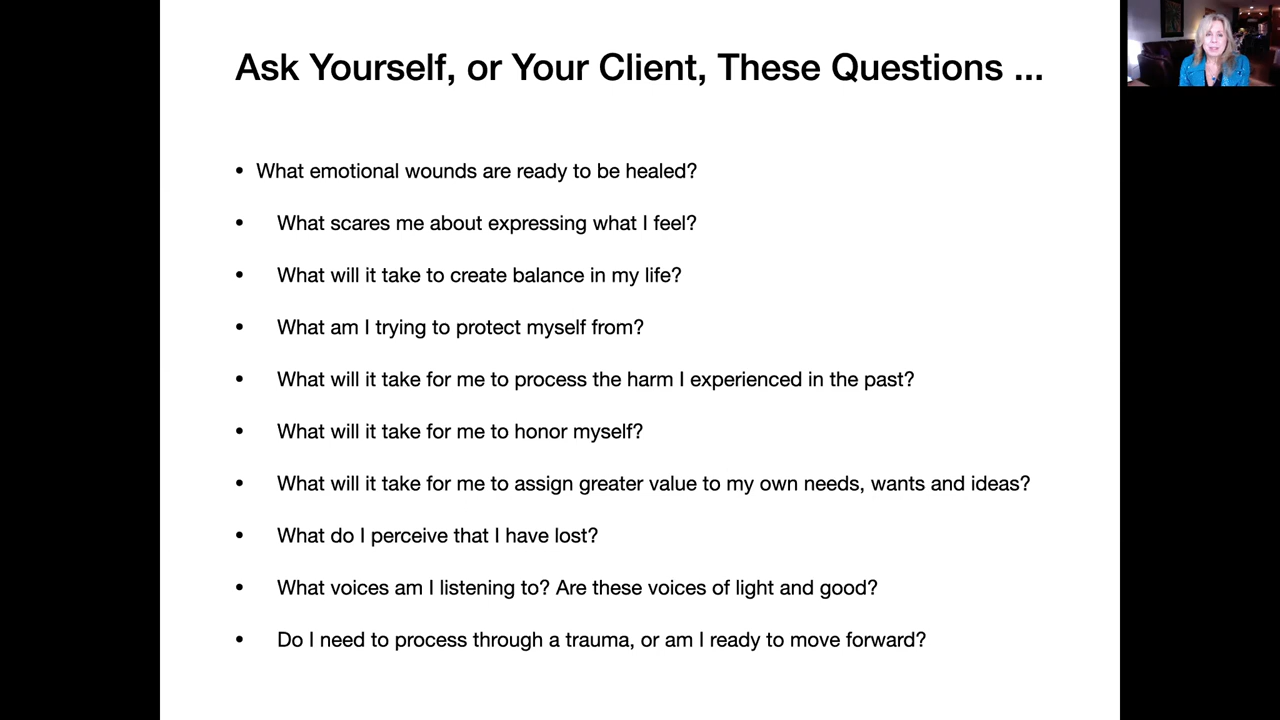 Ask Yourself, or Your Client, These Questions ...
• What emotional wounds are ready to be healed?
• What scares me about expressing what I feel?
• What will it take to create balance in my life?
• What am I trying to protect myself from?
• What will it take for me to process the harm I experienced in the past?
• What will it take for me to honor myself?
• What will it take for me to assign greater value to my own needs, wants and ideas?
• What do I perceive that I have lost?
• What voices am I listening to? Are these voices of light and good?
• Do I need to process through a trauma, or am I ready to move forward?